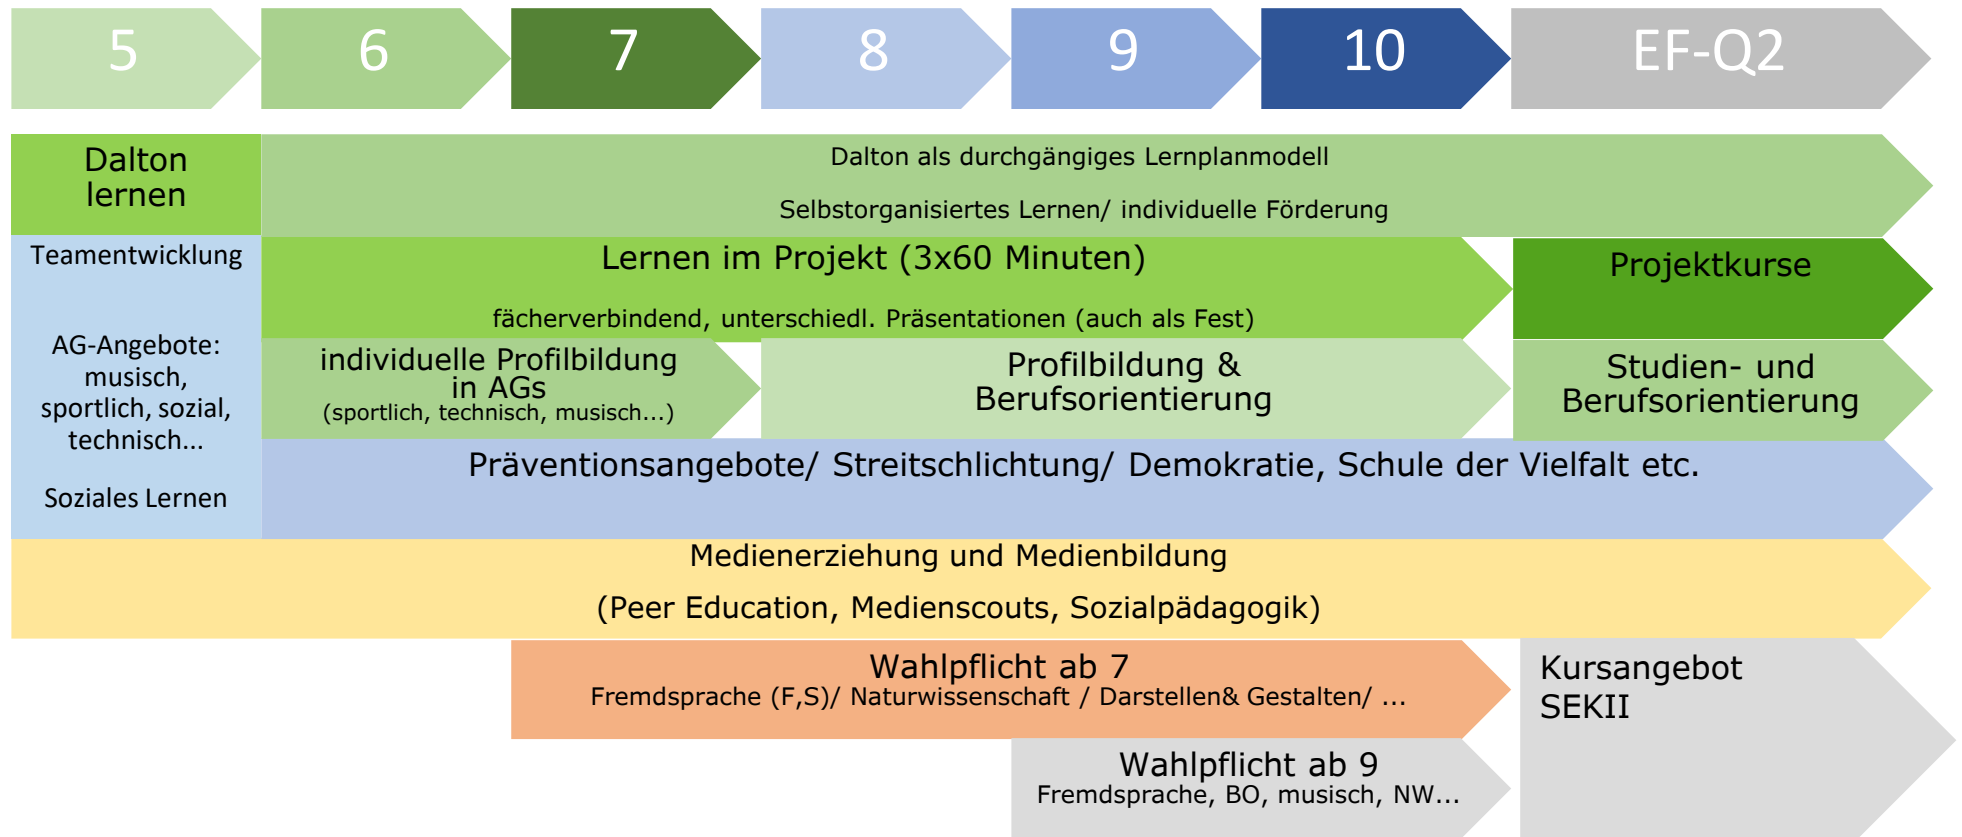 5
6
7
8
9
10
EF-Q2
Dalton
lernen
Dalton als durchgängiges Lernplanmodell
Selbstorganisiertes Lernen/ individuelle Förderung
Teamentwicklung
AG-Angebote:
musisch,
sportlich, sozial,
technisch...
Soziales Lernen
Lernen im Projekt (3x60 Minuten)
fächerverbindend, unterschiedl. Präsentationen (auch als Fest)
Projektkurse
individuelle Profilbildung
in AGs
(sportlich, technisch, musisch...)
Profilbildung &
Berufsorientierung
Studien- und
Berufsorientierung
Präventionsangebote/ Streitschlichtung/ Demokratie, Schule der Vielfalt etc.
Medienerziehung und Medienbildung
(Peer Education, Medienscouts, Sozialpädagogik)
Wahlpflicht ab 7
Fremdsprache (F,S)/ Naturwissenschaft / Darstellen& Gestalten/ ...
Kursangebot
SEKII
Wahlpflicht ab 9
Fremdsprache, BO, musisch, NW...